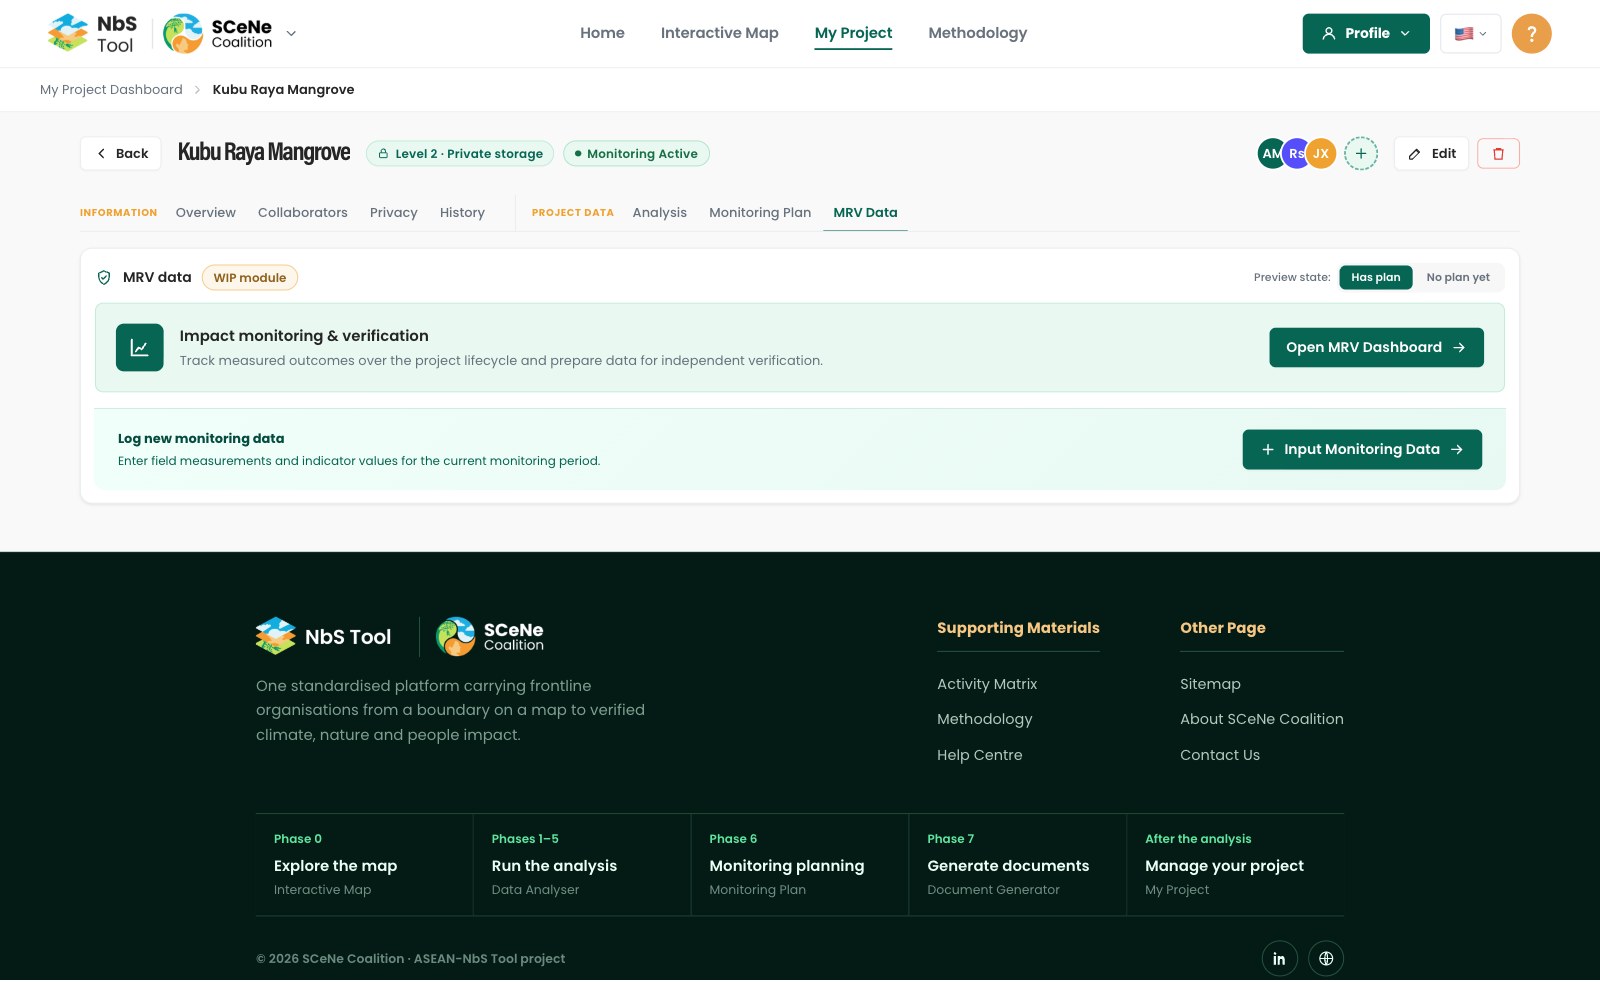 NbS
Tool
SCeNe
Coalition
Home
Interactive Map
My Project
Methodology
Profile
?
My Project Dashboard
Kubu Raya Mangrove
Back
Kubu Raya Mangrove
Level 2 · Private storage
Monitoring Active
AM
Rs
JX
+
Edit
INFORMATION
Overview
Collaborators
Privacy
History
PROJECT DATA
Analysis
Monitoring Plan
MRV Data
MRV data
WIP module
Preview state:
Has plan
No plan yet
Impact monitoring & verification
Track measured outcomes over the project lifecycle and prepare data for independent verification.
Open MRV Dashboard →
Log new monitoring data
Enter field measurements and indicator values for the current monitoring period.
+ Input Monitoring Data →
NbS Tool
SCeNe
Coalition
One standardised platform carrying frontline
organisations from a boundary on a map to verified
climate, nature and people impact.
Supporting Materials
Activity Matrix
Methodology
Help Centre
Other Page
Sitemap
About SCeNe Coalition
Contact Us
Phase 0
Explore the map
Interactive Map
Phases 1–5
Run the analysis
Data Analyser
Phase 6
Monitoring planning
Monitoring Plan
Phase 7
Generate documents
Document Generator
After the analysis
Manage your project
My Project
© 2026 SCeNe Coalition · ASEAN-NbS Tool project
in